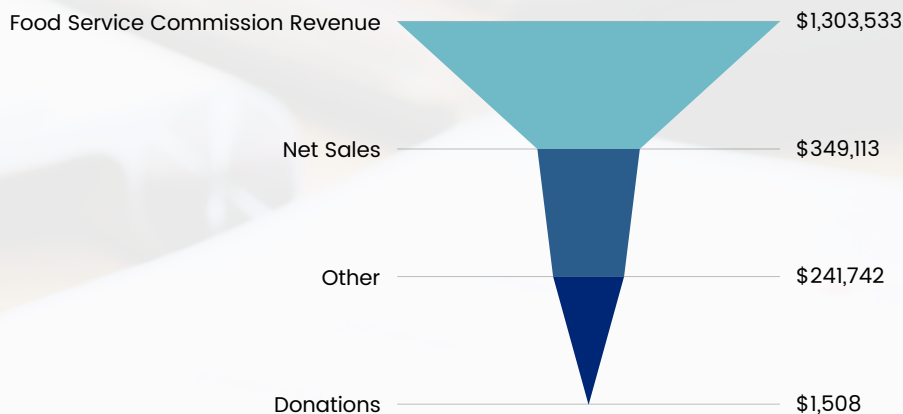 Food Service Commission Revenue $1,303,533
Net Sales $349,113
Other $241,742
Donations $1,508